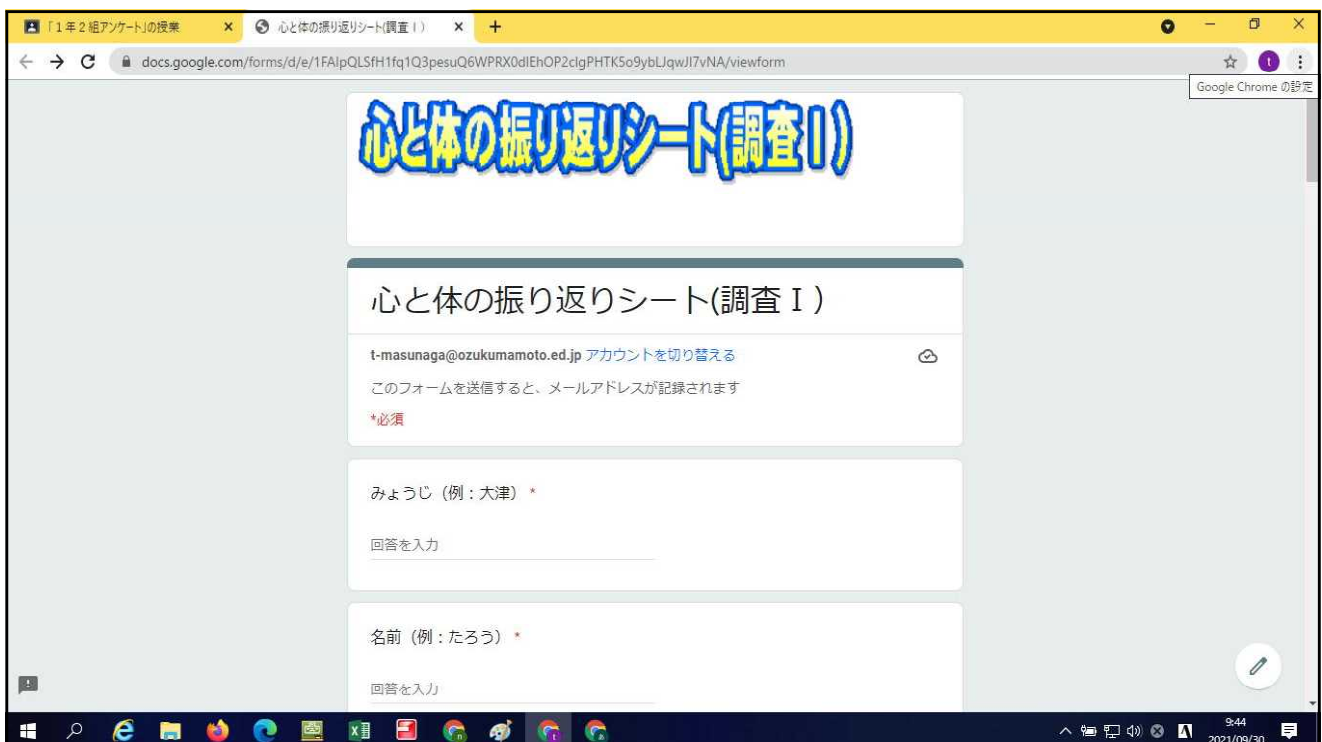 「1年2組アンケート」の授業
心と体の振り返りシート(調査Ⅰ)
docs.google.com/forms/d/e/1FAIpQLSfH1fq1Q3pesuQ6WPRX0dlEhOP2clgPHTK5o9ybLJqwJI7vNA/viewform
t
Google Chrome の設定
心と体の振り返りシート(調査Ⅰ)
心と体の振り返りシート(調査Ⅰ)
t-masunaga@ozukumamoto.ed.jp アカウントを切り替える
このフォームを送信すると、メールアドレスが記録されます
*必須
みょうじ（例：大津） *
回答を入力
名前（例：たろう） *
回答を入力
9:44
2021/09/30